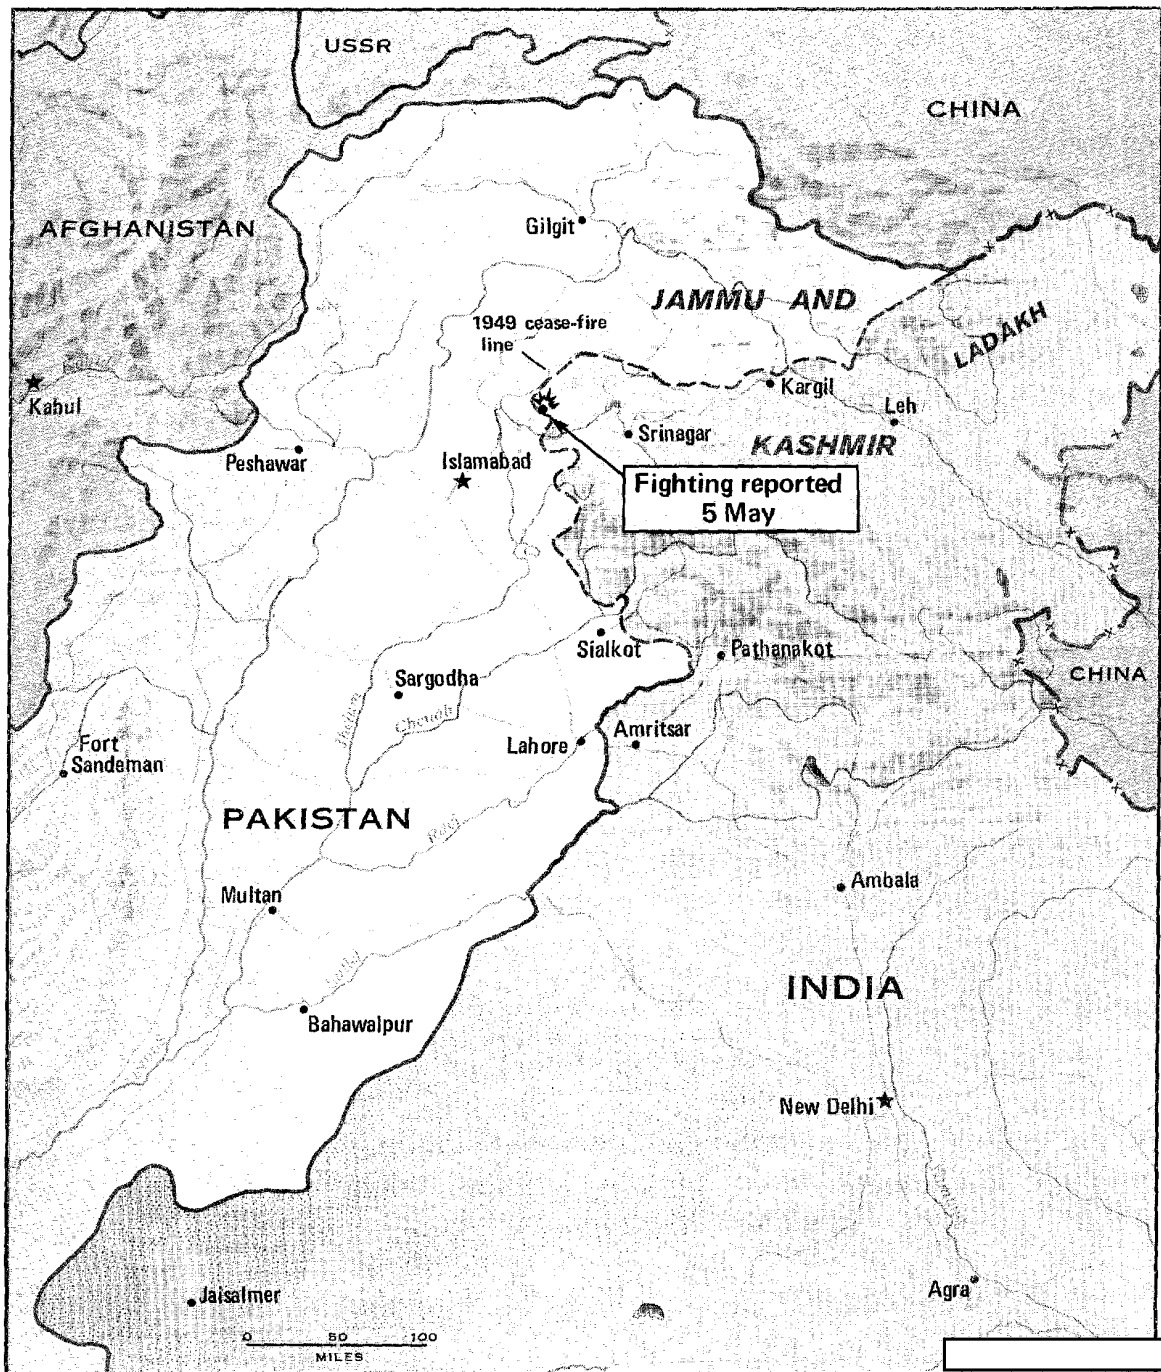 USSR
CHINA
AFGHANISTAN
Gilgit
JAMMU AND
1949 cease-fire
line
LADAKH
Kabul
Kargil
Leh
Srinagar
KASHMIR
Peshawar
Islamabad
Fighting reported
5 May
Sialkot
Pathanakot
CHINA
Sargodha
Jhelum
Chenab
Lahore
Amritsar
Fort
Sandeman
PAKISTAN
Ravi
Ambala
Multan
INDIA
Bahawalpur
New Delhi
Agra
Jaisalmer
0 50 100
MILES